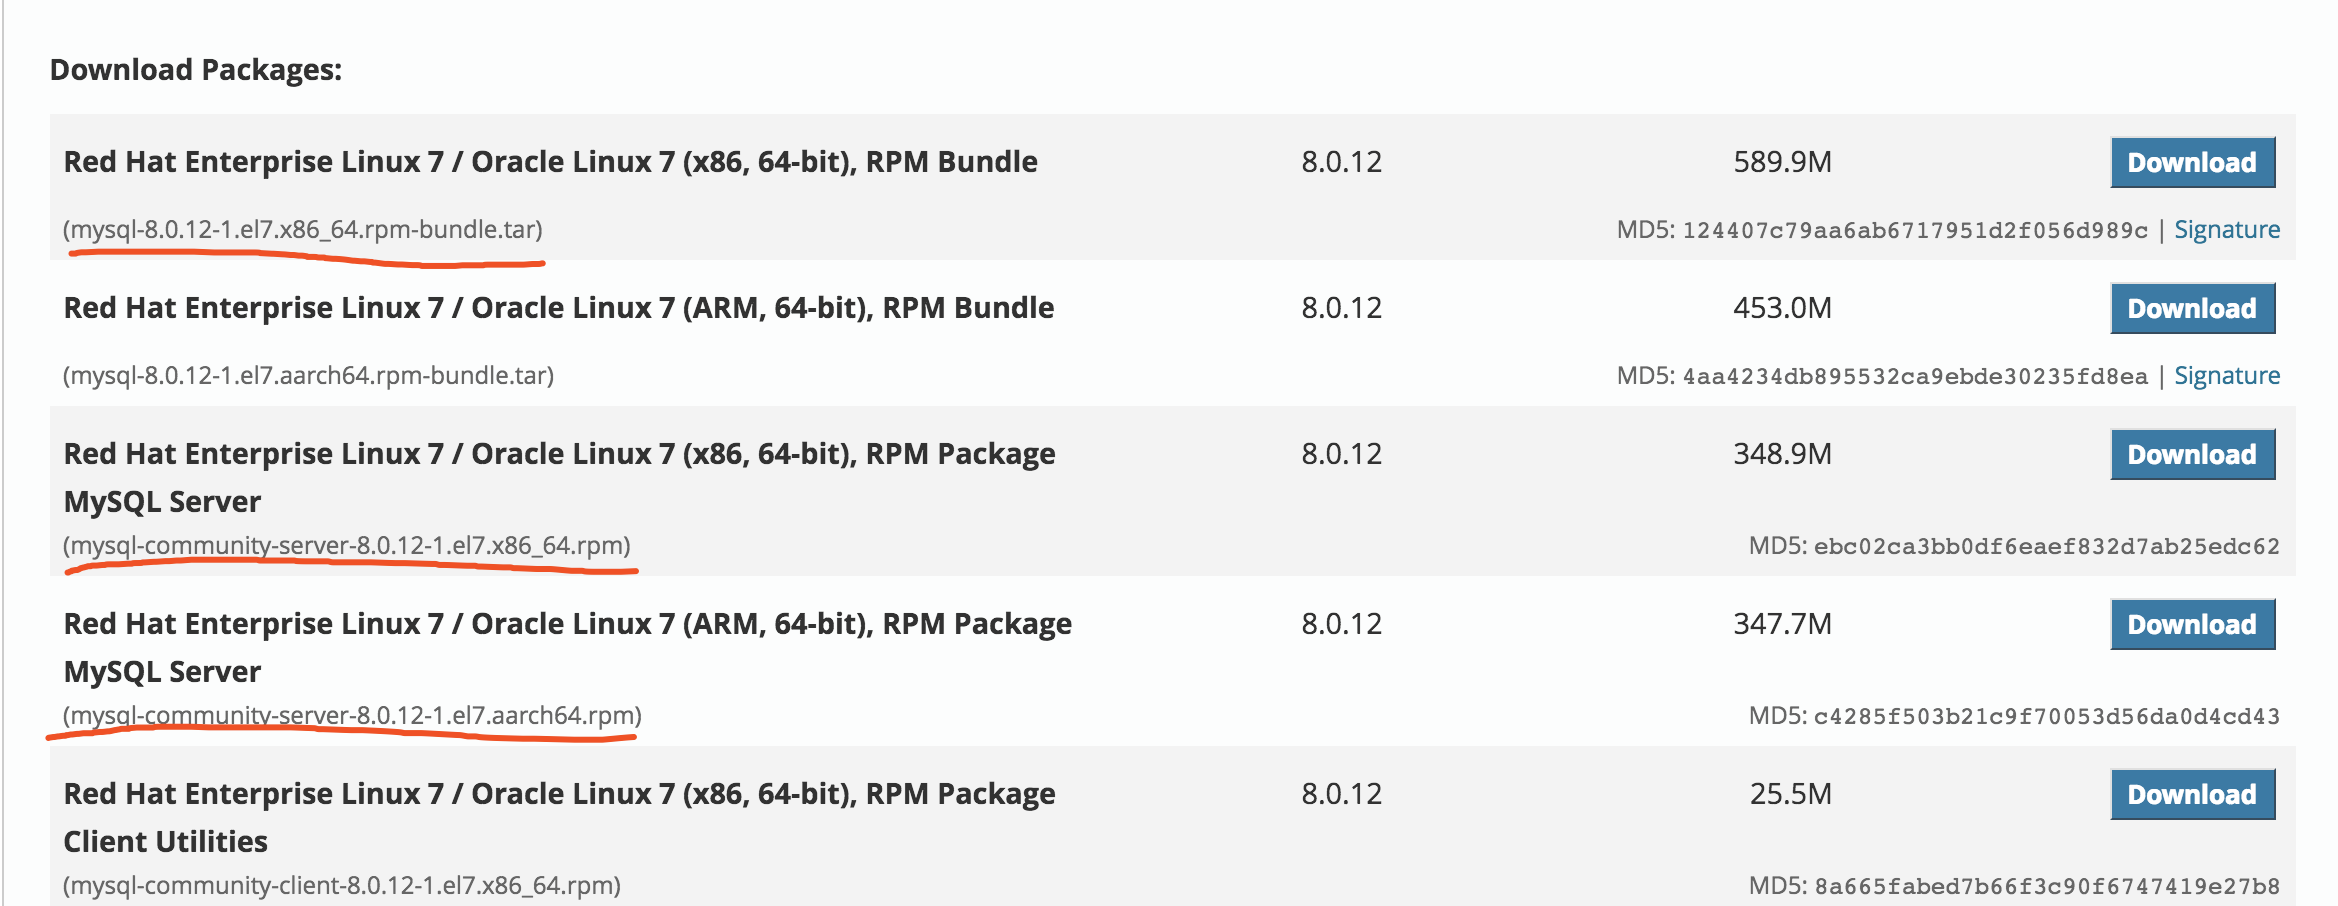 Download Packages:
Red Hat Enterprise Linux 7 / Oracle Linux 7 (x86, 64-bit), RPM Bundle 8.0.12 589.9M Download
(mysql-8.0.12-1.el7.x86_64.rpm-bundle.tar) MD5: 124407c79aa6ab6717951d2f056d989c | Signature
Red Hat Enterprise Linux 7 / Oracle Linux 7 (ARM, 64-bit), RPM Bundle 8.0.12 453.0M Download
(mysql-8.0.12-1.el7.aarch64.rpm-bundle.tar) MD5: 4aa4234db895532ca9ebde30235fd8ea | Signature
Red Hat Enterprise Linux 7 / Oracle Linux 7 (x86, 64-bit), RPM Package 8.0.12 348.9M Download
MySQL Server
(mysql-community-server-8.0.12-1.el7.x86_64.rpm) MD5: ebc02ca3bb0df6eaef832d7ab25edc62
Red Hat Enterprise Linux 7 / Oracle Linux 7 (ARM, 64-bit), RPM Package 8.0.12 347.7M Download
MySQL Server
(mysql-community-server-8.0.12-1.el7.aarch64.rpm) MD5: c4285f503b21c9f70053d56da0d4cd43
Red Hat Enterprise Linux 7 / Oracle Linux 7 (x86, 64-bit), RPM Package 8.0.12 25.5M Download
Client Utilities
(mysql-community-client-8.0.12-1.el7.x86_64.rpm) MD5: 8a665fabed7b66f3c90f6747419e27b8